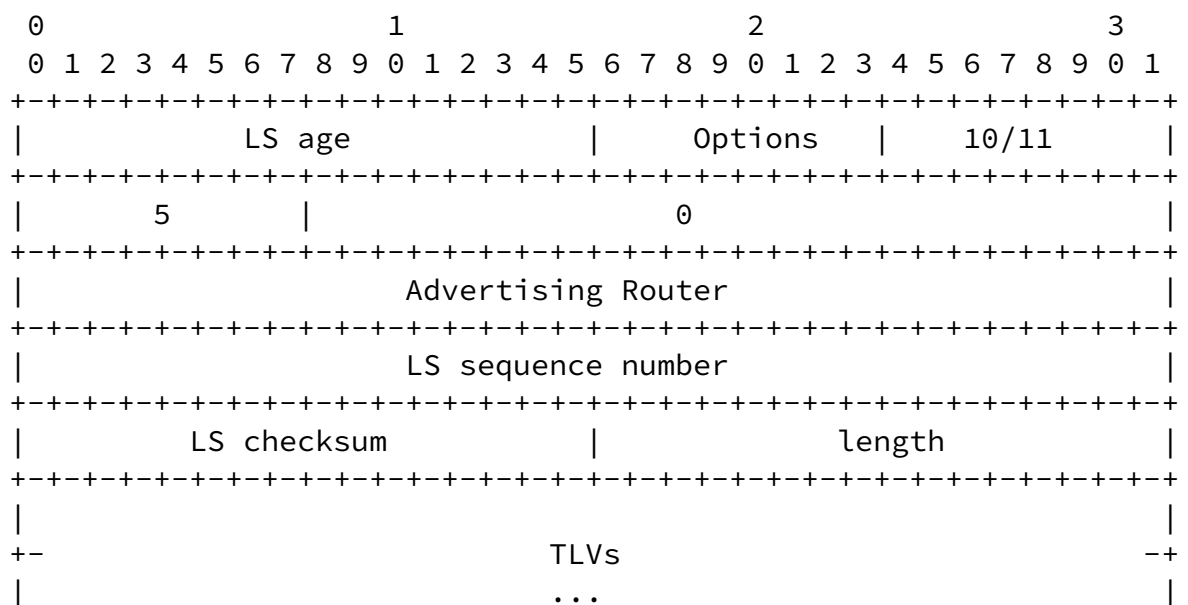 0                   1                   2                   3
 0 1 2 3 4 5 6 7 8 9 0 1 2 3 4 5 6 7 8 9 0 1 2 3 4 5 6 7 8 9 0 1
+-+-+-+-+-+-+-+-+-+-+-+-+-+-+-+-+-+-+-+-+-+-+-+-+-+-+-+-+-+-+-+-+
|            LS age             |     Options   |    10/11      |
+-+-+-+-+-+-+-+-+-+-+-+-+-+-+-+-+-+-+-+-+-+-+-+-+-+-+-+-+-+-+-+-+
|       5       |                    0                          |
+-+-+-+-+-+-+-+-+-+-+-+-+-+-+-+-+-+-+-+-+-+-+-+-+-+-+-+-+-+-+-+-+
|                     Advertising Router                        |
+-+-+-+-+-+-+-+-+-+-+-+-+-+-+-+-+-+-+-+-+-+-+-+-+-+-+-+-+-+-+-+-+
|                     LS sequence number                        |
+-+-+-+-+-+-+-+-+-+-+-+-+-+-+-+-+-+-+-+-+-+-+-+-+-+-+-+-+-+-+-+-+
|         LS checksum           |             length            |
+-+-+-+-+-+-+-+-+-+-+-+-+-+-+-+-+-+-+-+-+-+-+-+-+-+-+-+-+-+-+-+-+
|                                                               |
+-                            TLVs                             -+
|                             ...                               |